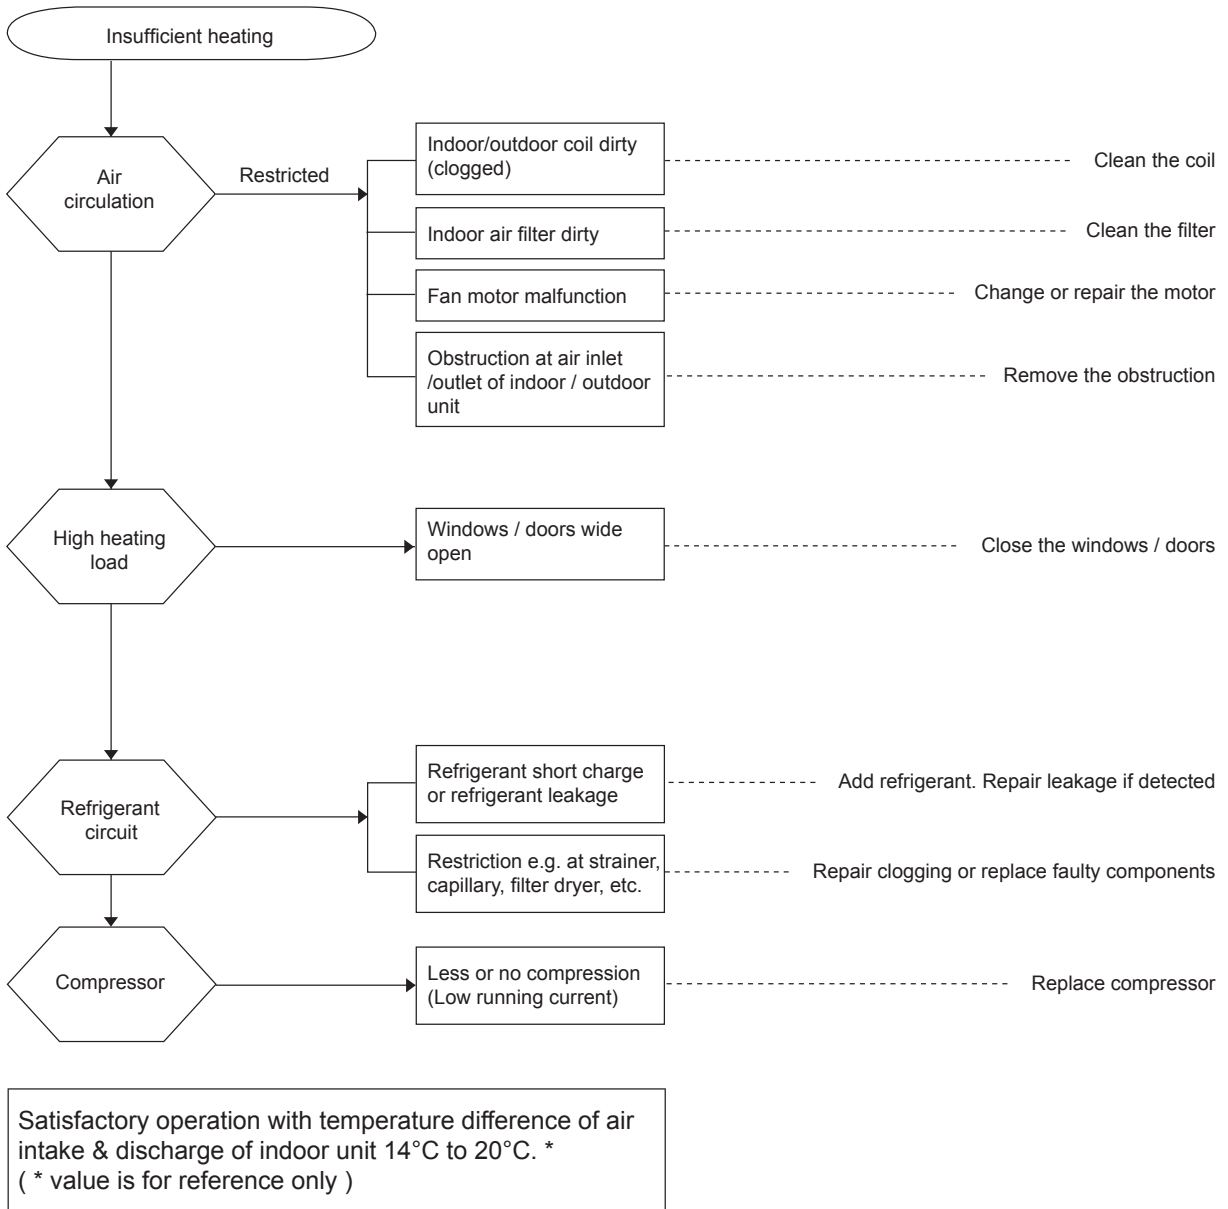 Insufficient heating
Air
circulation
Restricted
Indoor/outdoor coil dirty
(clogged)
Clean the coil
Indoor air filter dirty
Clean the filter
Fan motor malfunction
Change or repair the motor
Obstruction at air inlet
/outlet of indoor / outdoor
unit
Remove the obstruction
High heating
load
Windows / doors wide
open
Close the windows / doors
Refrigerant
circuit
Refrigerant short charge
or refrigerant leakage
Add refrigerant. Repair leakage if detected
Restriction e.g. at strainer,
capillary, filter dryer, etc.
Repair clogging or replace faulty components
Compressor
Less or no compression
(Low running current)
Replace compressor
Satisfactory operation with temperature difference of air
intake & discharge of indoor unit 14°C to 20°C. *
( * value is for reference only )